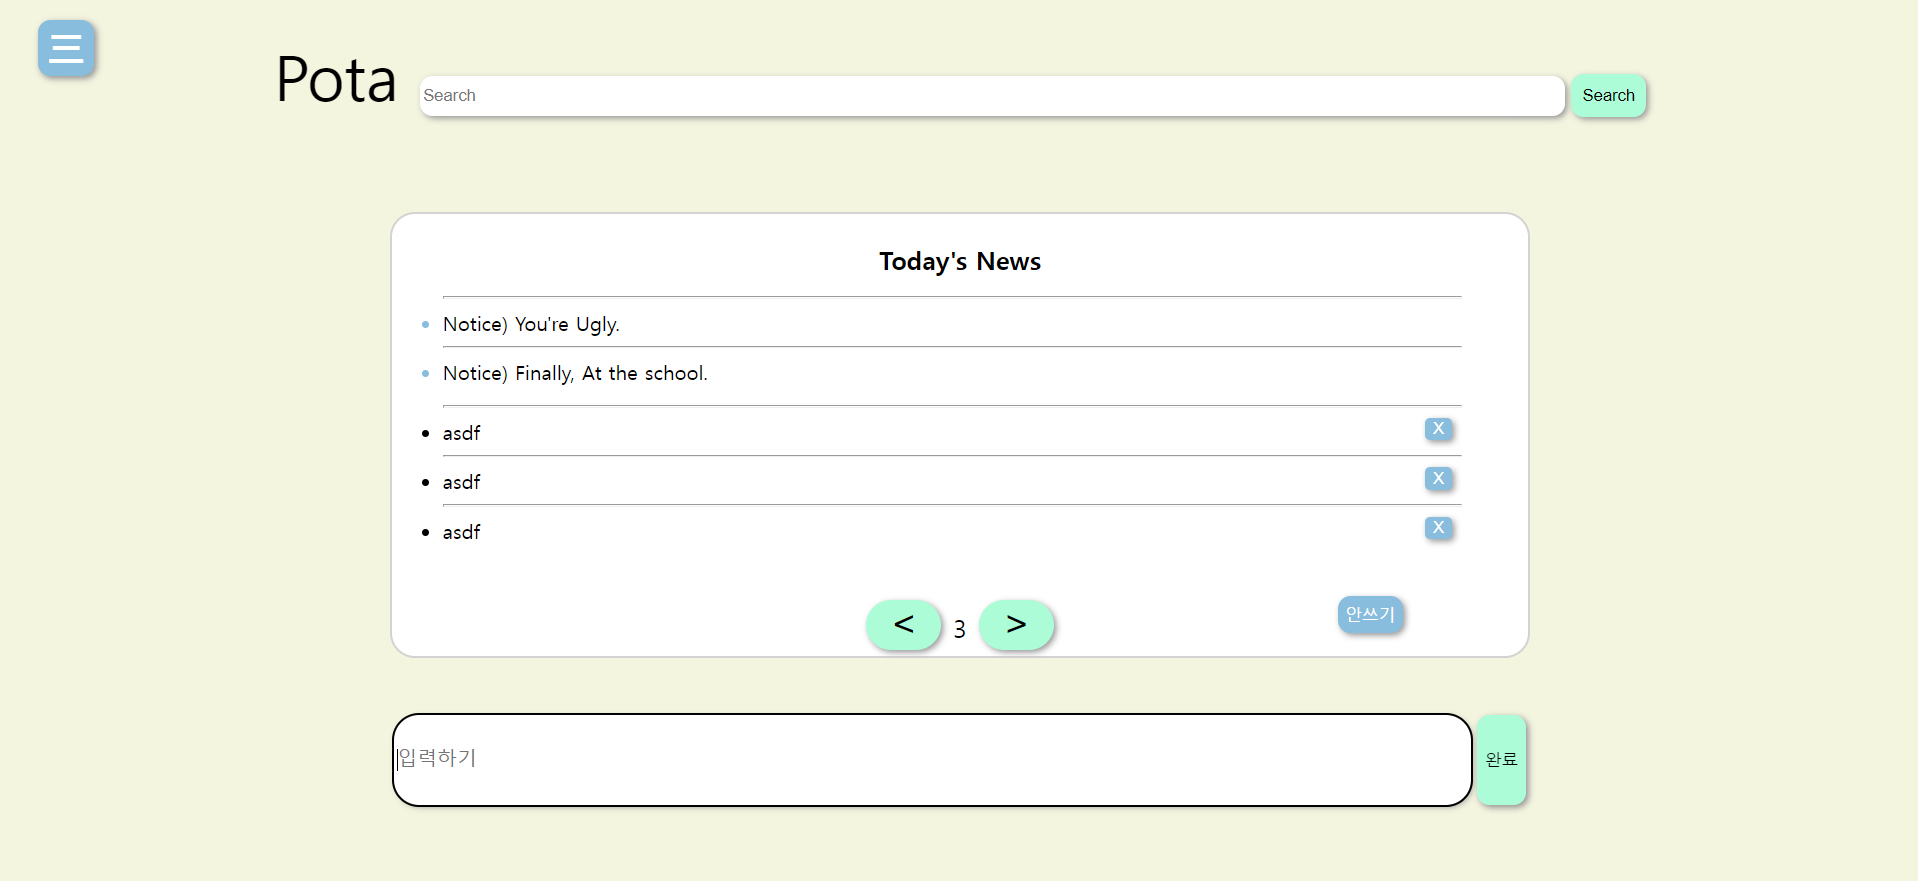 Pota
Search
Search
Today's News
Notice) You're Ugly.
Notice) Finally, At the school.
asdf
X
asdf
X
asdf
X
< 3 >
안쓰기
입력하기
완료